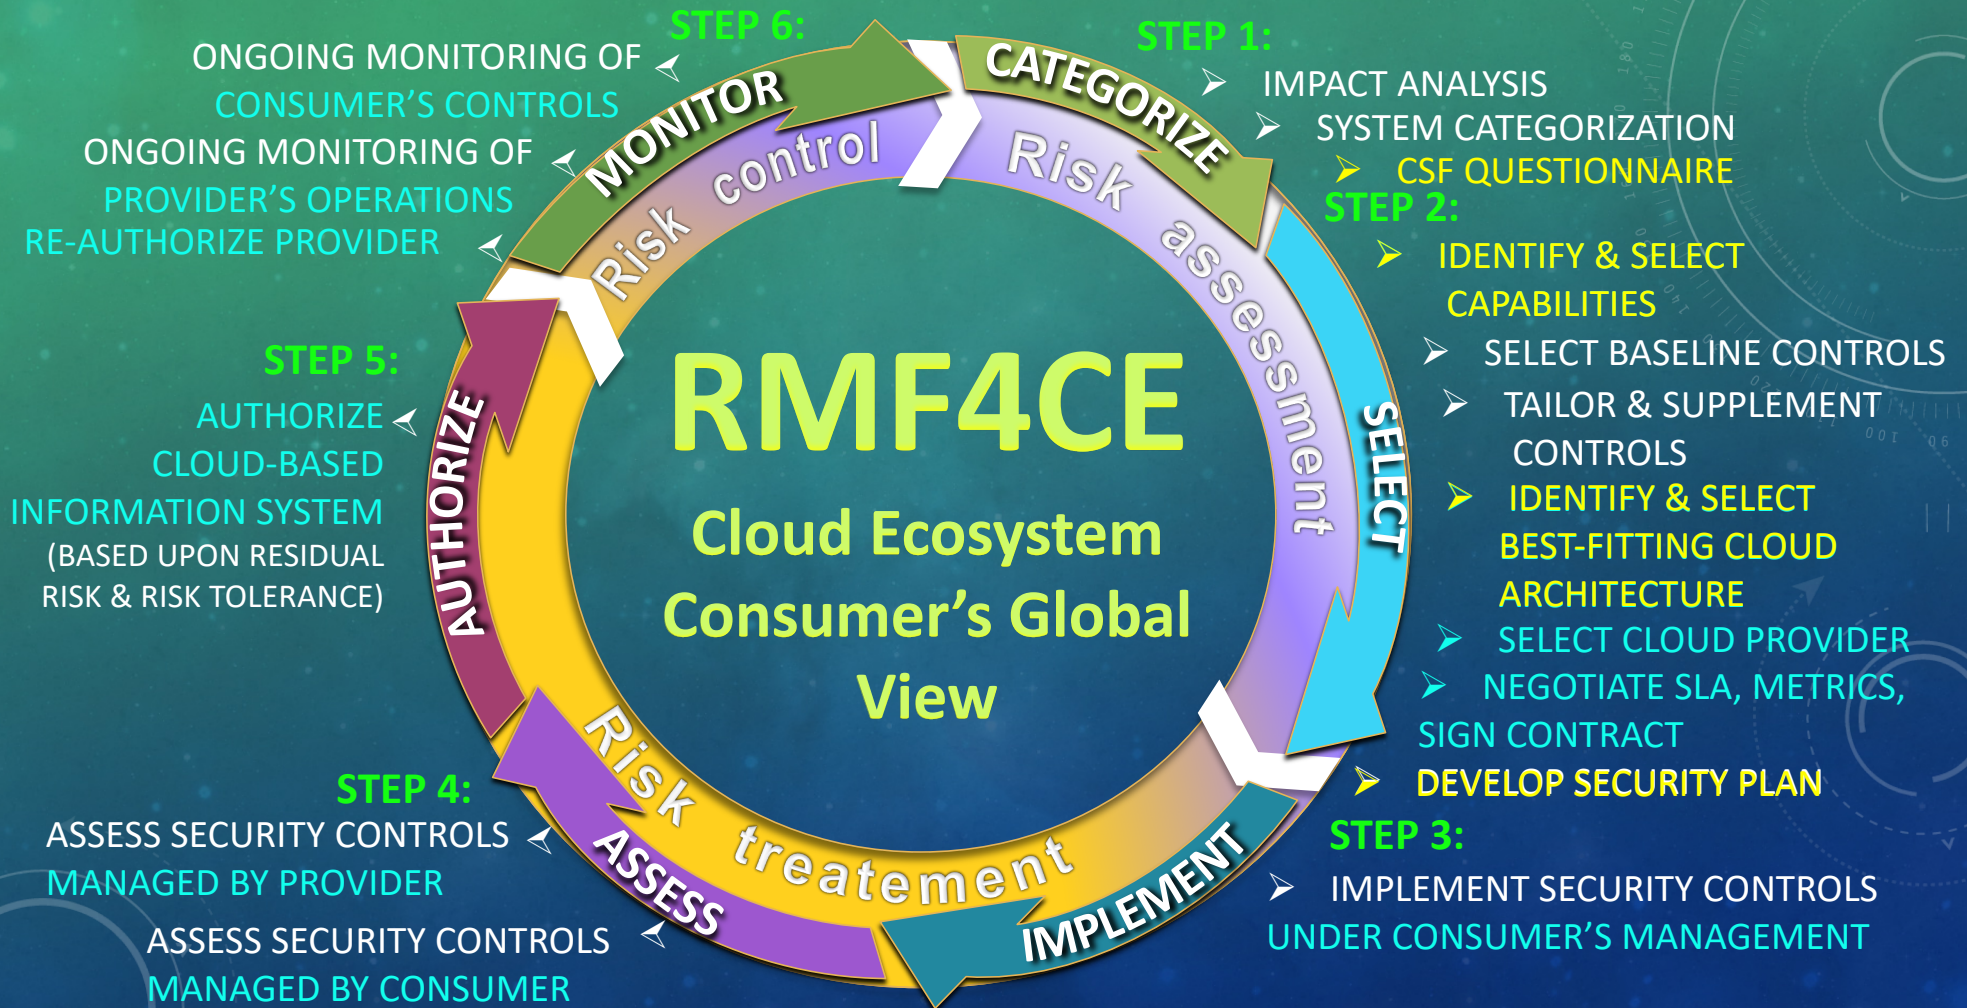 STEP 1:
IMPACT ANALYSIS
SYSTEM CATEGORIZATION
CSF QUESTIONNAIRE
STEP 2:
IDENTIFY & SELECT
CAPABILITIES
SELECT BASELINE CONTROLS
TAILOR & SUPPLEMENT
CONTROLS
IDENTIFY & SELECT
BEST-FITTING CLOUD
ARCHITECTURE
SELECT CLOUD PROVIDER
NEGOTIATE SLA, METRICS,
SIGN CONTRACT
DEVELOP SECURITY PLAN
STEP 3:
IMPLEMENT SECURITY CONTROLS
UNDER CONSUMER'S MANAGEMENT
STEP 4:
ASSESS SECURITY CONTROLS
MANAGED BY PROVIDER
ASSESS SECURITY CONTROLS
MANAGED BY CONSUMER
STEP 5:
AUTHORIZE
CLOUD-BASED
INFORMATION SYSTEM
(BASED UPON RESIDUAL
RISK & RISK TOLERANCE)
STEP 6:
ONGOING MONITORING OF
CONSUMER'S CONTROLS
ONGOING MONITORING OF
PROVIDER'S OPERATIONS
RE-AUTHORIZE PROVIDER
CATEGORIZE
SELECT
IMPLEMENT
ASSESS
AUTHORIZE
MONITOR
Risk assessment
Risk treatement
Risk control
RMF4CE
Cloud Ecosystem
Consumer's Global
View